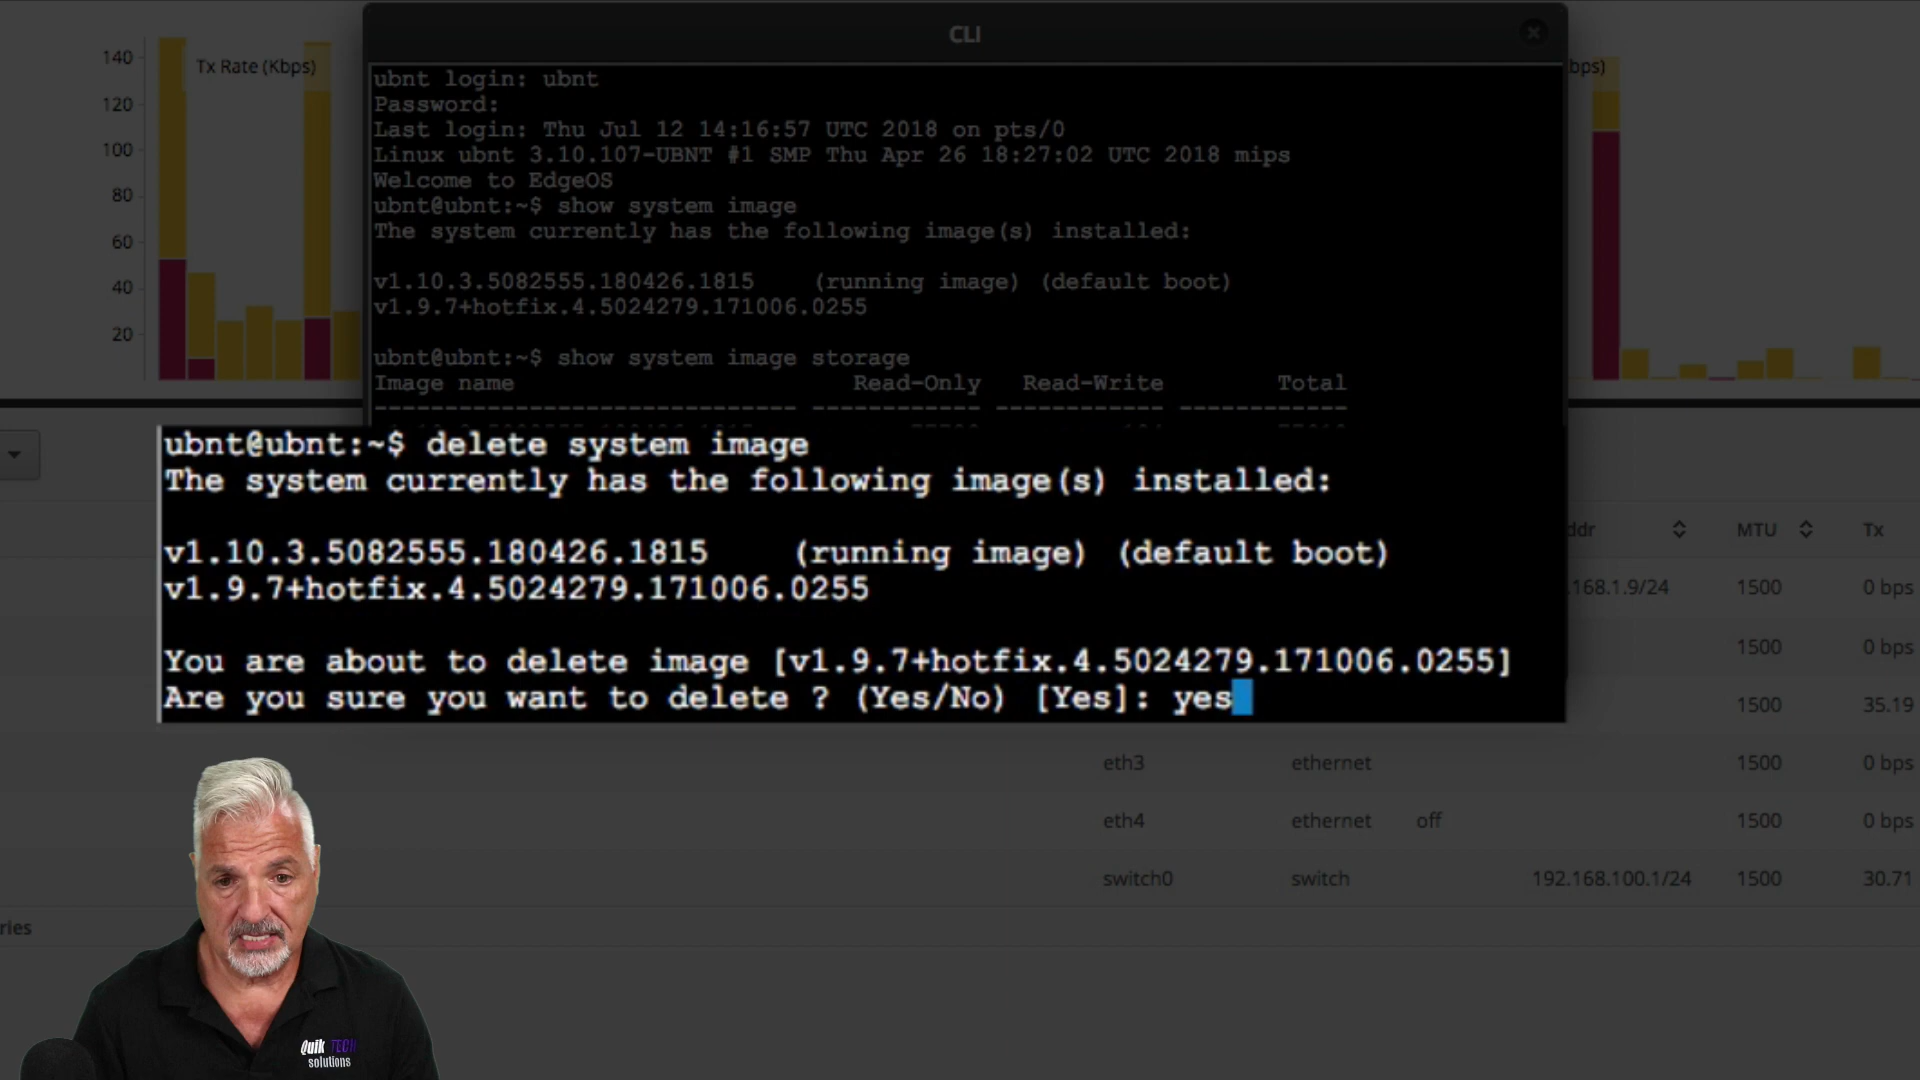 CLI
140
Tx Rate (Kbps)
bps)
120
100
80
60
40
20
ubnt login: ubnt
Password:
Last login: Thu Jul 12 14:16:57 UTC 2018 on pts/0
Linux ubnt 3.10.107-UBNT #1 SMP Thu Apr 26 18:27:02 UTC 2018 mips
Welcome to EdgeOS
ubnt@ubnt:~$ show system image
The system currently has the following image(s) installed:
v1.10.3.5082555.180426.1815 (running image) (default boot)
v1.9.7+hotfix.4.5024279.171006.0255
ubnt@ubnt:~$ show system image storage
Image name Read-Only Read-Write Total
------------------------------ ------------ ------------ ------------
ubnt@ubnt:~$ delete system image
The system currently has the following image(s) installed:
v1.10.3.5082555.180426.1815 (running image) (default boot)
v1.9.7+hotfix.4.5024279.171006.0255
You are about to delete image [v1.9.7+hotfix.4.5024279.171006.0255]
Are you sure you want to delete ? (Yes/No) [Yes]: yes
ddr MTU Tx
.168.1.9/24 1500 0 bps
1500 0 bps
1500 35.19
eth3 ethernet 1500 0 bps
eth4 ethernet off 1500 0 bps
switch0 switch 192.168.100.1/24 1500 30.71
ries
Quik TECH
solutions